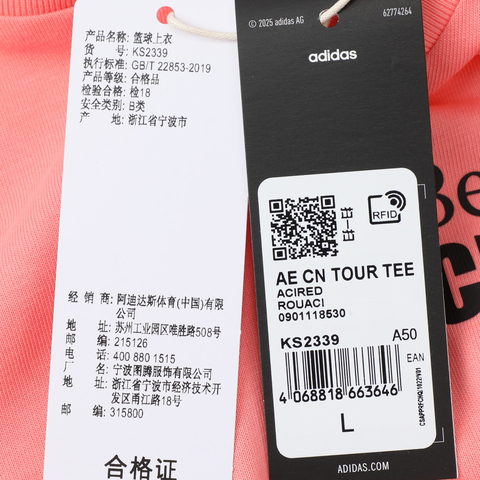 产品名称: 篮球上衣
货 号: KS2339
执行标准: GB/T 22853-2019
产品等级: 合格品
检验合格: 检18
安全类别: B类
产 地: 浙江省宁波市
经 销 商: 阿迪达斯体育(中国)有限
公司
地 址: 苏州工业园区唯胜路508号
邮 编: 215126
电 话: 400 880 1515
制 造 商: 宁波图腾服饰有限公司
地 址: 浙江省宁波市经济技术开
发区甬江路18号
邮 编: 315800
合格证
© 2025 adidas AG
62774264
adidas
RFID
AE CN TOUR TEE
ACIRED
ROUACI
0901118530
KS2339
A50
EAN
4 068818 663646
L
ADIDAS.COM
Be